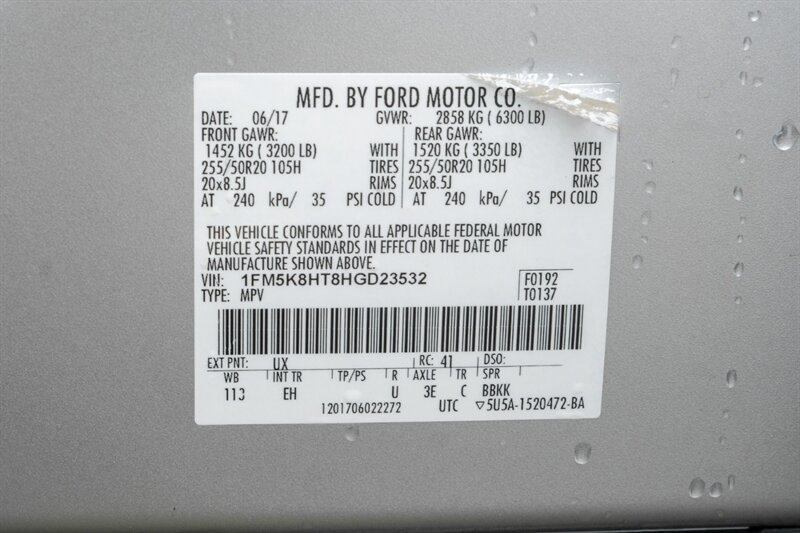 MFD. BY FORD MOTOR CO.
DATE: 06/17 GVWR: 2858 KG ( 6300 LB)
FRONT GAWR: REAR GAWR:
1452 KG ( 3200 LB) WITH 1520 KG ( 3350 LB) WITH
255/50R20 105H TIRES 255/50R20 105H TIRES
20x8.5J RIMS 20x8.5J RIMS
AT 240 kPa/ 35 PSI COLD AT 240 kPa/ 35 PSI COLD
THIS VEHICLE CONFORMS TO ALL APPLICABLE FEDERAL MOTOR
VEHICLE SAFETY STANDARDS IN EFFECT ON THE DATE OF
MANUFACTURE SHOWN ABOVE.
VIN: 1FM5K8HT8HGD23532 F0192
TYPE: MPV T0137
EXT PNT: UX RC: 41 DSO:
WB INT TR TP/PS R AXLE TR SPR
113 EH U 3E C BBKK
1201706022272 UTC ▽5U5A-1520472-BA